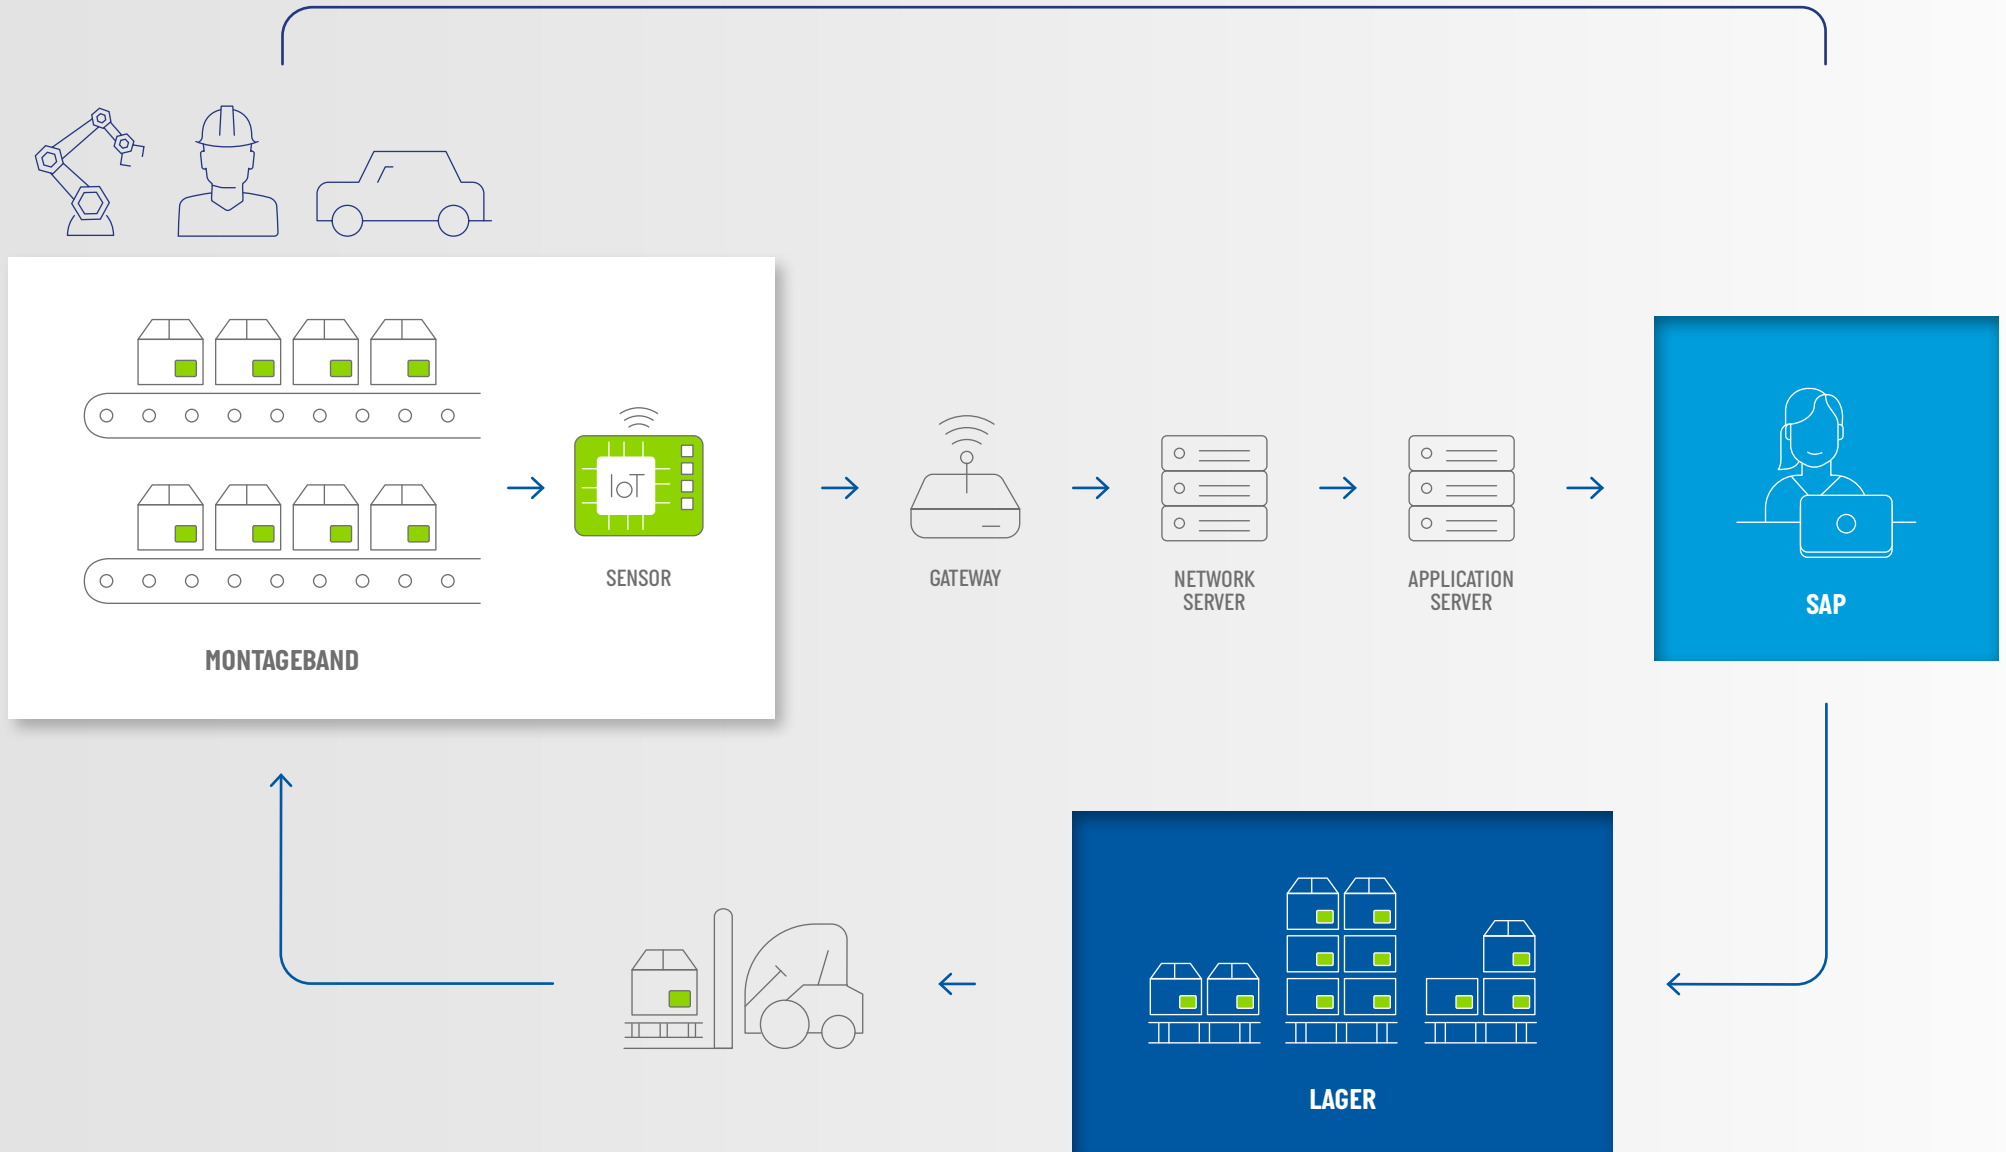 IoT
SENSOR
MONTAGEBAND
GATEWAY
NETWORK
SERVER
APPLICATION
SERVER
SAP
LAGER